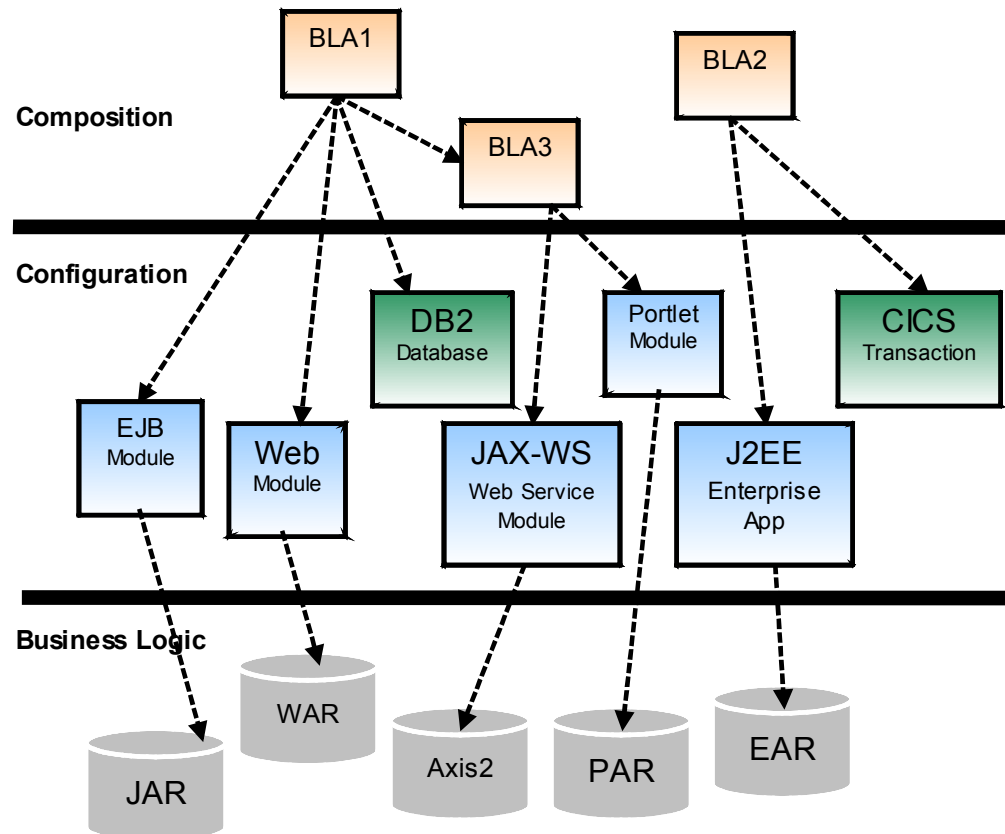 BLA1
BLA2
Composition
BLA3
Configuration
DB2
Database
Portlet
Module
CICS
Transaction
EJB
Module
Web
Module
JAX-WS
Web Service
Module
J2EE
Enterprise
App
Business Logic
WAR
JAR
Axis2
PAR
EAR